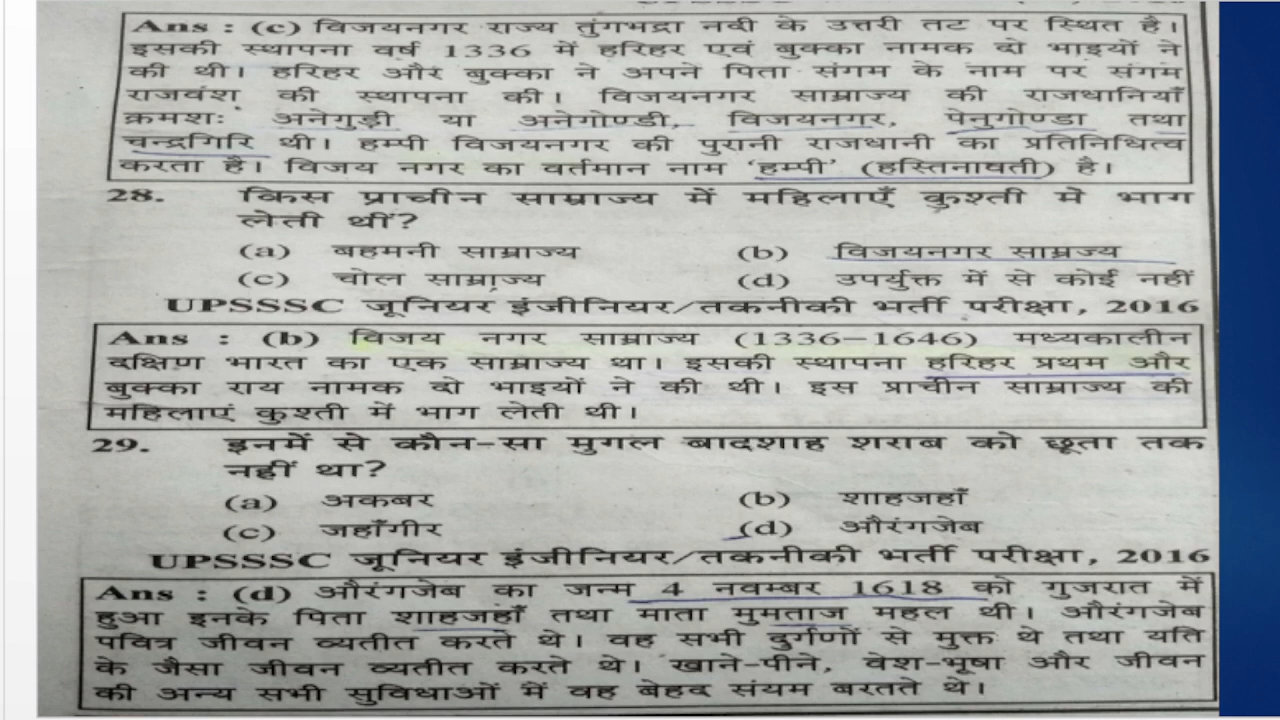 Ans : (c) विजयनगर राज्य तुंगभद्रा नदी के उत्तरी तट पर स्थित है।
इसकी स्थापना वर्ष 1336 में हरिहर एवं बुक्का नामक दो भाइयों ने
की थी। हरिहर और बुक्का ने अपने पिता संगम के नाम पर संगम
राजवंश की स्थापना की। विजयनगर साम्राज्य की राजधानियाँ
क्रमशः अनेगुड़ी या अनेगोण्डी, विजयनगर, पेनुगोण्डा तथा
चन्द्रगिरि थी। हम्पी विजयनगर की पुरानी राजधानी का प्रतिनिधित्व
करता है। विजय नगर का वर्तमान नाम ‘हम्पी’ (हस्तिनावती) है।
28. किस प्राचीन साम्राज्य में महिलाएँ कुश्ती में भाग
लेती थीं?
(a) बहमनी साम्राज्य (b) विजयनगर साम्रज्य
(c) चोल साम्राज्य (d) उपर्युक्त में से कोई नहीं
UPSSSC जूनियर इंजीनियर/तकनीकी भर्ती परीक्षा, 2016
Ans : (b) विजय नगर साम्राज्य (1336–1646) मध्यकालीन
दक्षिण भारत का एक साम्राज्य था। इसकी स्थापना हरिहर प्रथम और
बुक्का राय नामक दो भाइयों ने की थी। इस प्राचीन साम्राज्य की
महिलाएं कुश्ती में भाग लेती थी।
29. इनमें से कौन-सा मुगल बादशाह शराब को छूता तक
नहीं था?
(a) अकबर (b) शाहजहाँ
(c) जहाँगीर (d) औरंगजेब
UPSSSC जूनियर इंजीनियर/तकनीकी भर्ती परीक्षा, 2016
Ans : (d) औरंगजेब का जन्म 4 नवम्बर 1618 को गुजरात में
हुआ इनके पिता शाहजहाँ तथा माता मुमताज महल थी। औरंगजेब
पवित्र जीवन व्यतीत करते थे। वह सभी दुर्गणों से मुक्त थे तथा यति
के जैसा जीवन व्यतीत करते थे। खाने-पीने, वेश-भूषा और जीवन
की अन्य सभी सुविधाओं में वह बेहद संयम बरतते थे।